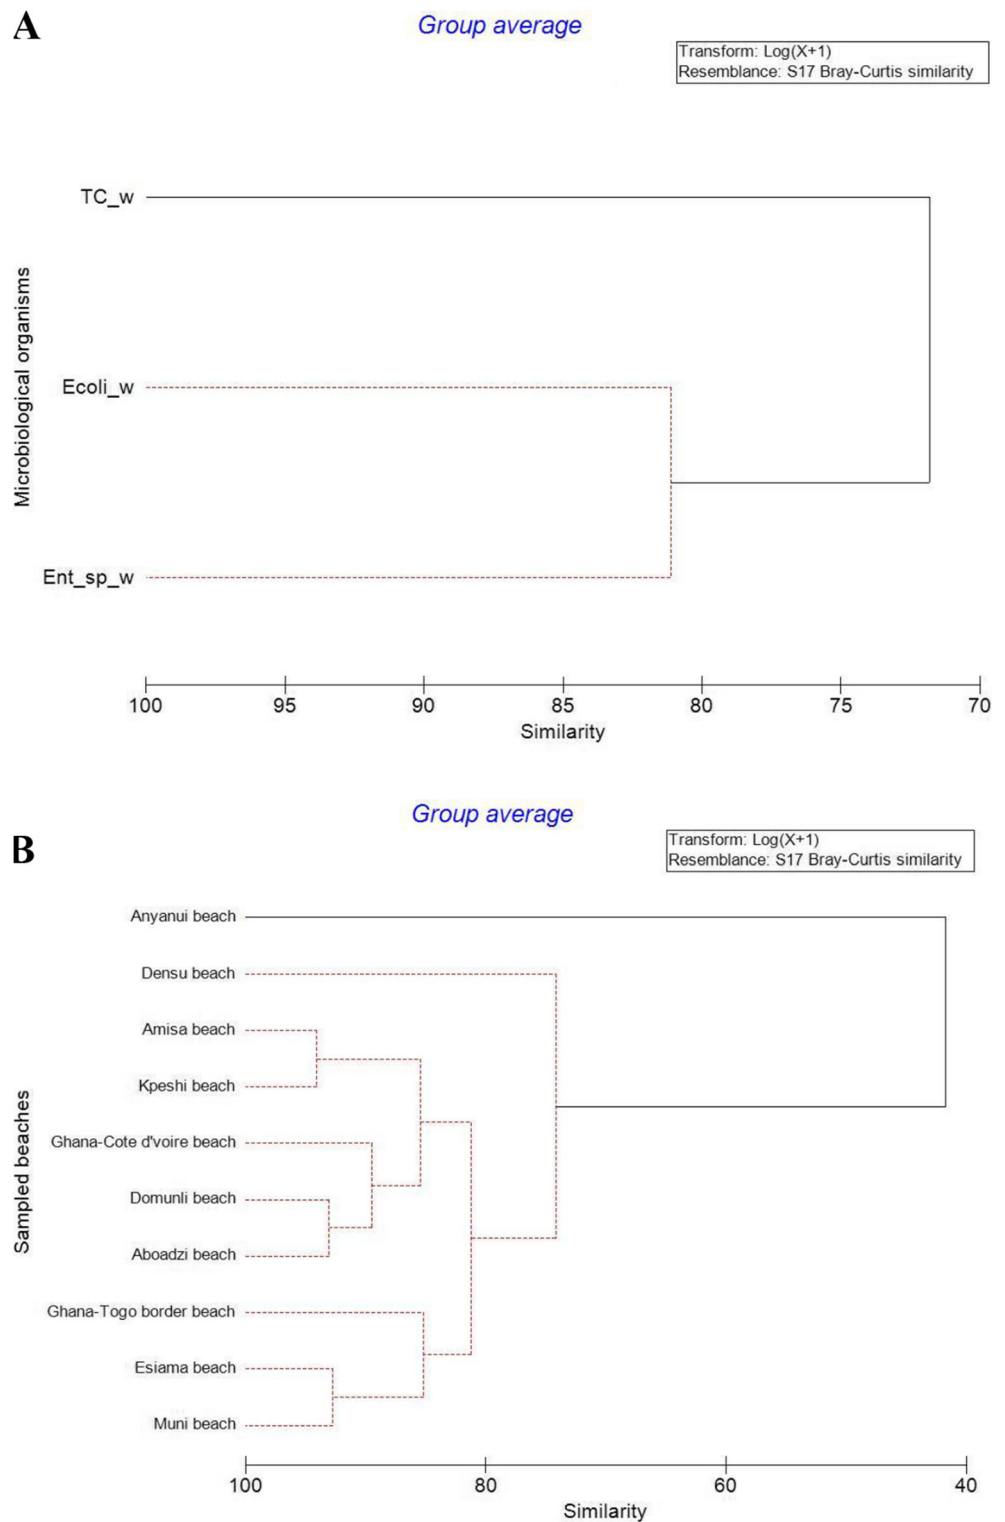 A
Group average
Transform: Log(X+1)
Resemblance: S17 Bray-Curtis similarity
Microbiological organisms
TC_w
Ecoli_w
Ent_sp_w
100 95 90 85 80 75 70
Similarity
B
Group average
Transform: Log(X+1)
Resemblance: S17 Bray-Curtis similarity
Sampled beaches
Anyanui beach
Densu beach
Amisa beach
Kpeshi beach
Ghana-Cote d'voire beach
Domunli beach
Aboadzi beach
Ghana-Togo border beach
Esiama beach
Muni beach
100 80 60 40
Similarity